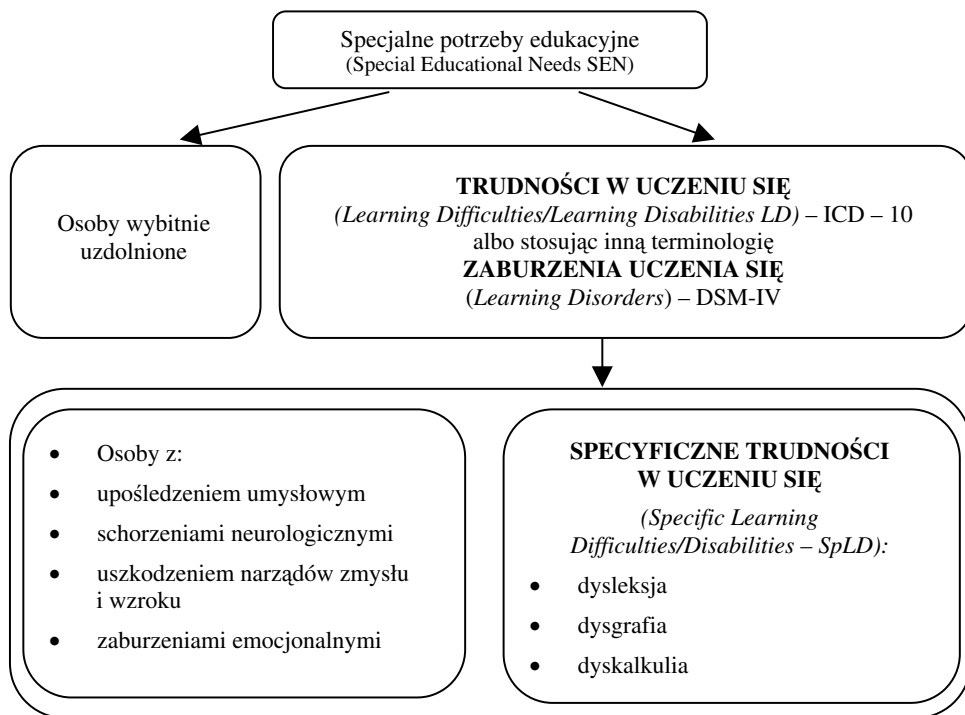 Specjalne potrzeby edukacyjne
(Special Educational Needs SEN)
Osoby wybitnie
uzdolnione
TRUDNOŚCI W UCZENIU SIĘ
(Learning Difficulties/Learning Disabilities LD) – ICD – 10
albo stosując inną terminologię
ZABURZENIA UCZENIA SIĘ
(Learning Disorders) – DSM-IV
• Osoby z:
• upośledzeniem umysłowym
• schorzeniami neurologicznymi
• uszkodzeniem narządów zmysłu
i wzroku
• zaburzeniami emocjonalnymi
SPECYFICZNE TRUDNOŚCI
W UCZENIU SIĘ
(Specific Learning
Difficulties/Disabilities – SpLD):
• dysleksja
• dysgrafia
• dyskalkulia